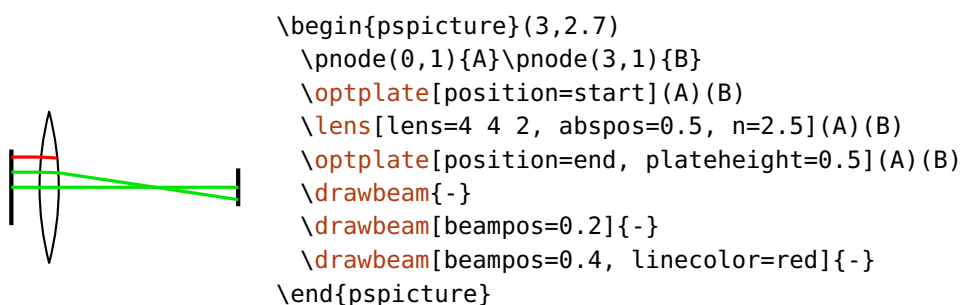 \begin{pspicture}(3,2.7)
  \pnode(0,1){A}\pnode(3,1){B}
  \optplate[position=start](A)(B)
  \lens[lens=4 4 2, abspos=0.5, n=2.5](A)(B)
  \optplate[position=end, plateheight=0.5](A)(B)
  \drawbeam{-}
  \drawbeam[beampos=0.2]{-}
  \drawbeam[beampos=0.4, linecolor=red]{-}
\end{pspicture}